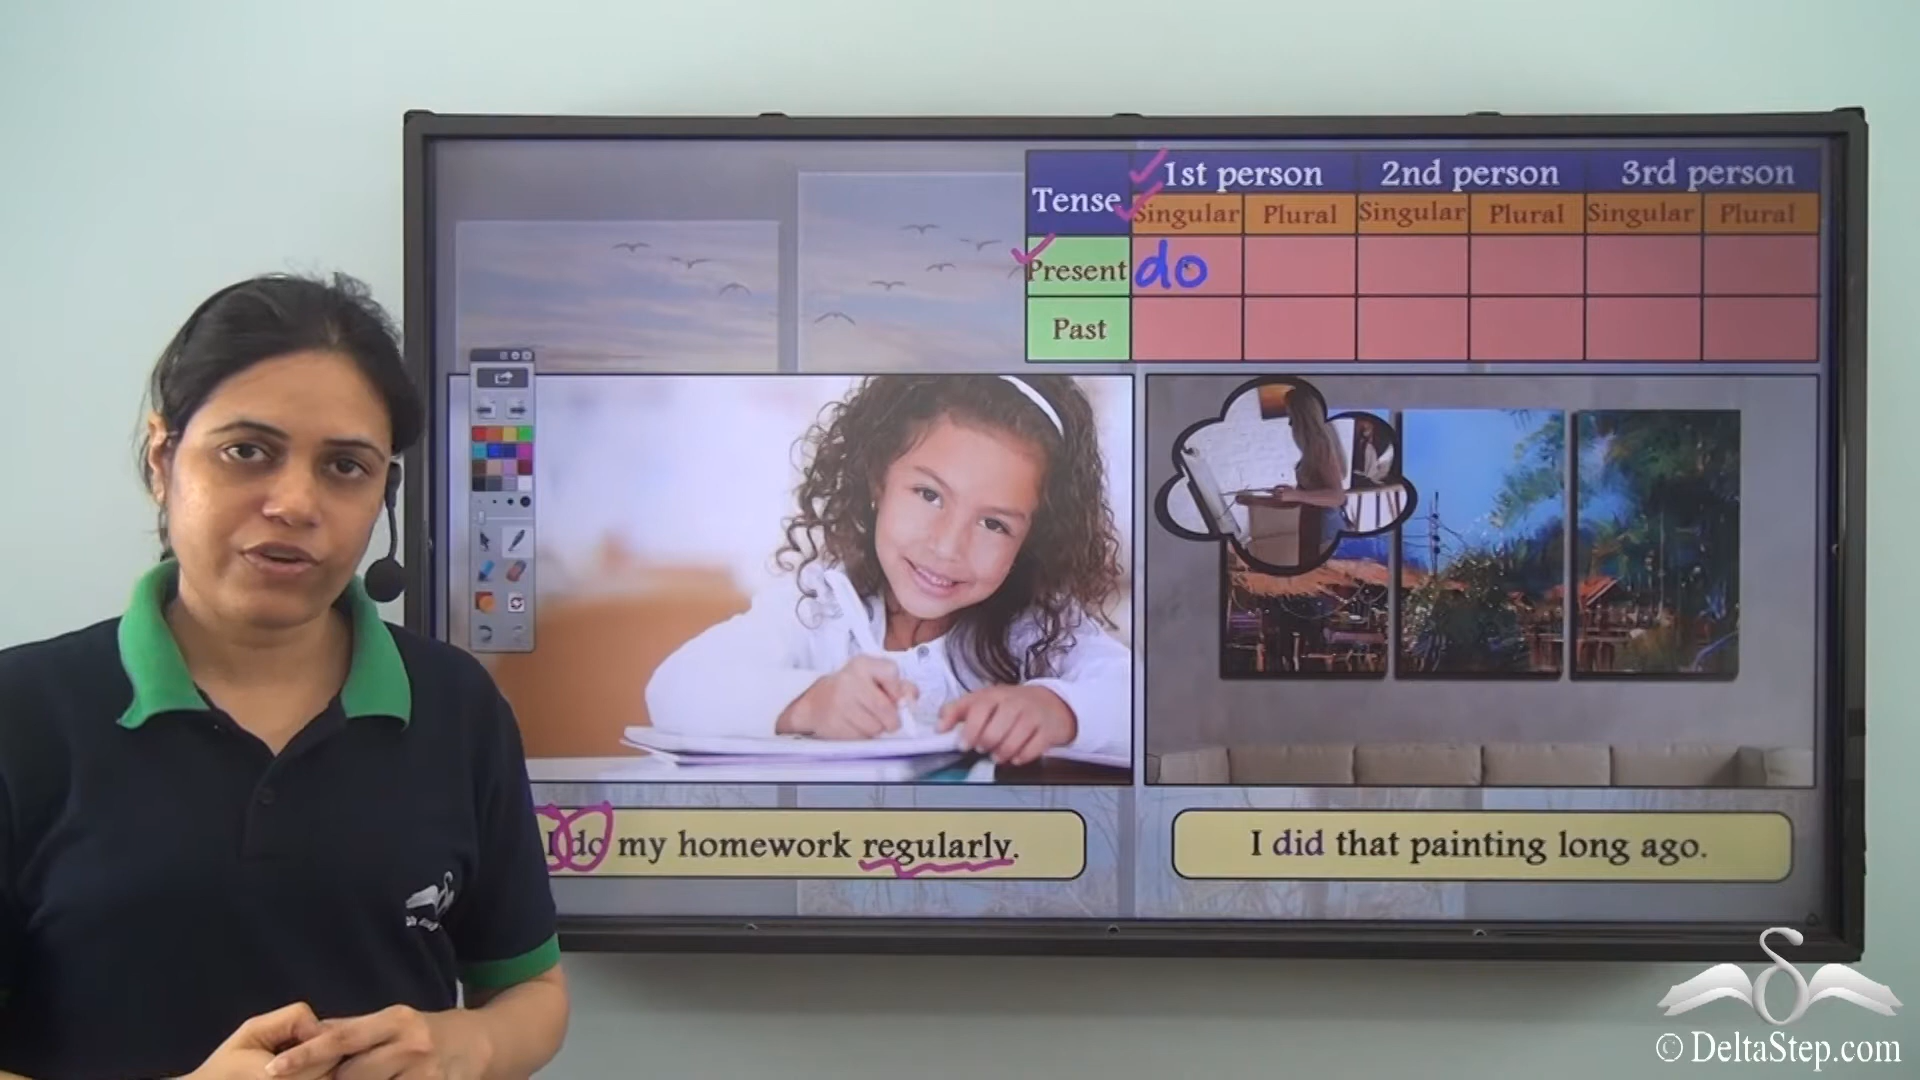 Tense 1st person 2nd person 3rd person
Singular Plural Singular Plural Singular Plural
Present do
Past
I do my homework regularly.
I did that painting long ago.
© DeltaStep.com